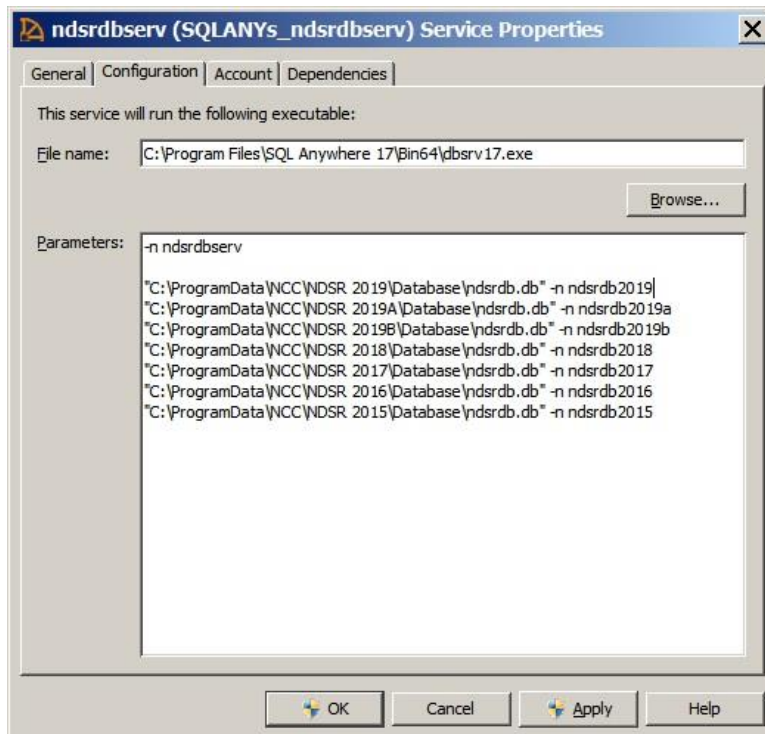 ndsrdbserv (SQLANYs_ndsrdbserv) Service Properties
General Configuration Account Dependencies
This service will run the following executable:
File name: C:\Program Files\SQL Anywhere 17\Bin64\dbsrv17.exe
Browse...
Parameters: -n ndsrdbserv
"C:\ProgramData\NCC\NDSR 2019\Database\ndsrdb.db" -n ndsrdb2019
"C:\ProgramData\NCC\NDSR 2019A\Database\ndsrdb.db" -n ndsrdb2019a
"C:\ProgramData\NCC\NDSR 2019B\Database\ndsrdb.db" -n ndsrdb2019b
"C:\ProgramData\NCC\NDSR 2018\Database\ndsrdb.db" -n ndsrdb2018
"C:\ProgramData\NCC\NDSR 2017\Database\ndsrdb.db" -n ndsrdb2017
"C:\ProgramData\NCC\NDSR 2016\Database\ndsrdb.db" -n ndsrdb2016
"C:\ProgramData\NCC\NDSR 2015\Database\ndsrdb.db" -n ndsrdb2015
OK Cancel Apply Help